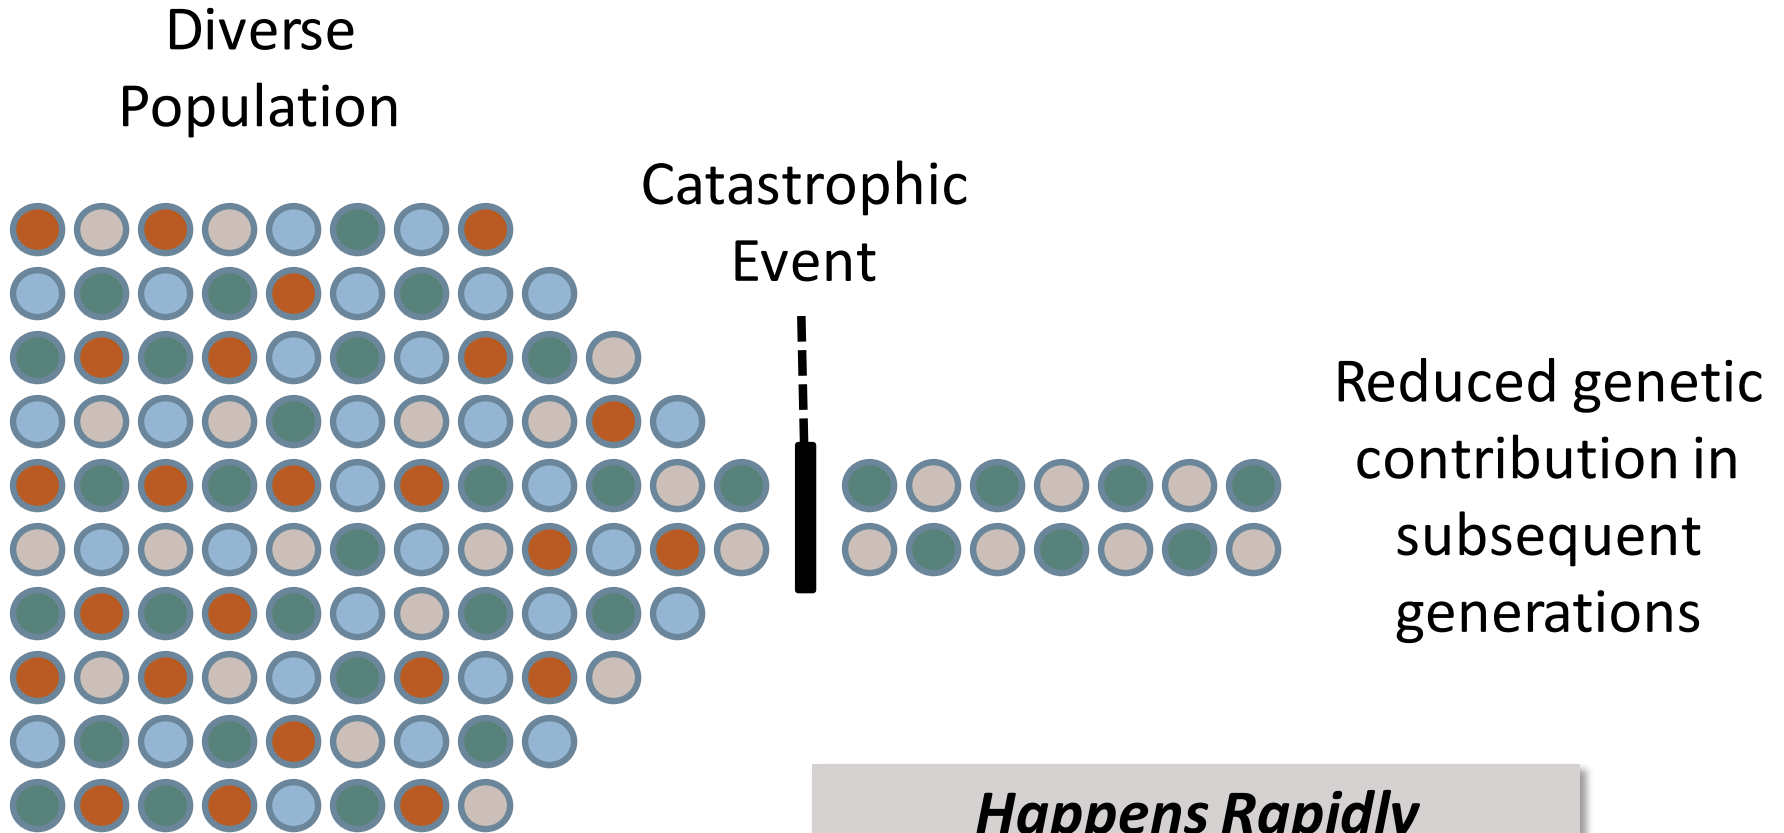 Diverse
Population
Catastrophic
Event
Reduced genetic
contribution in
subsequent
generations
Happens Rapidly